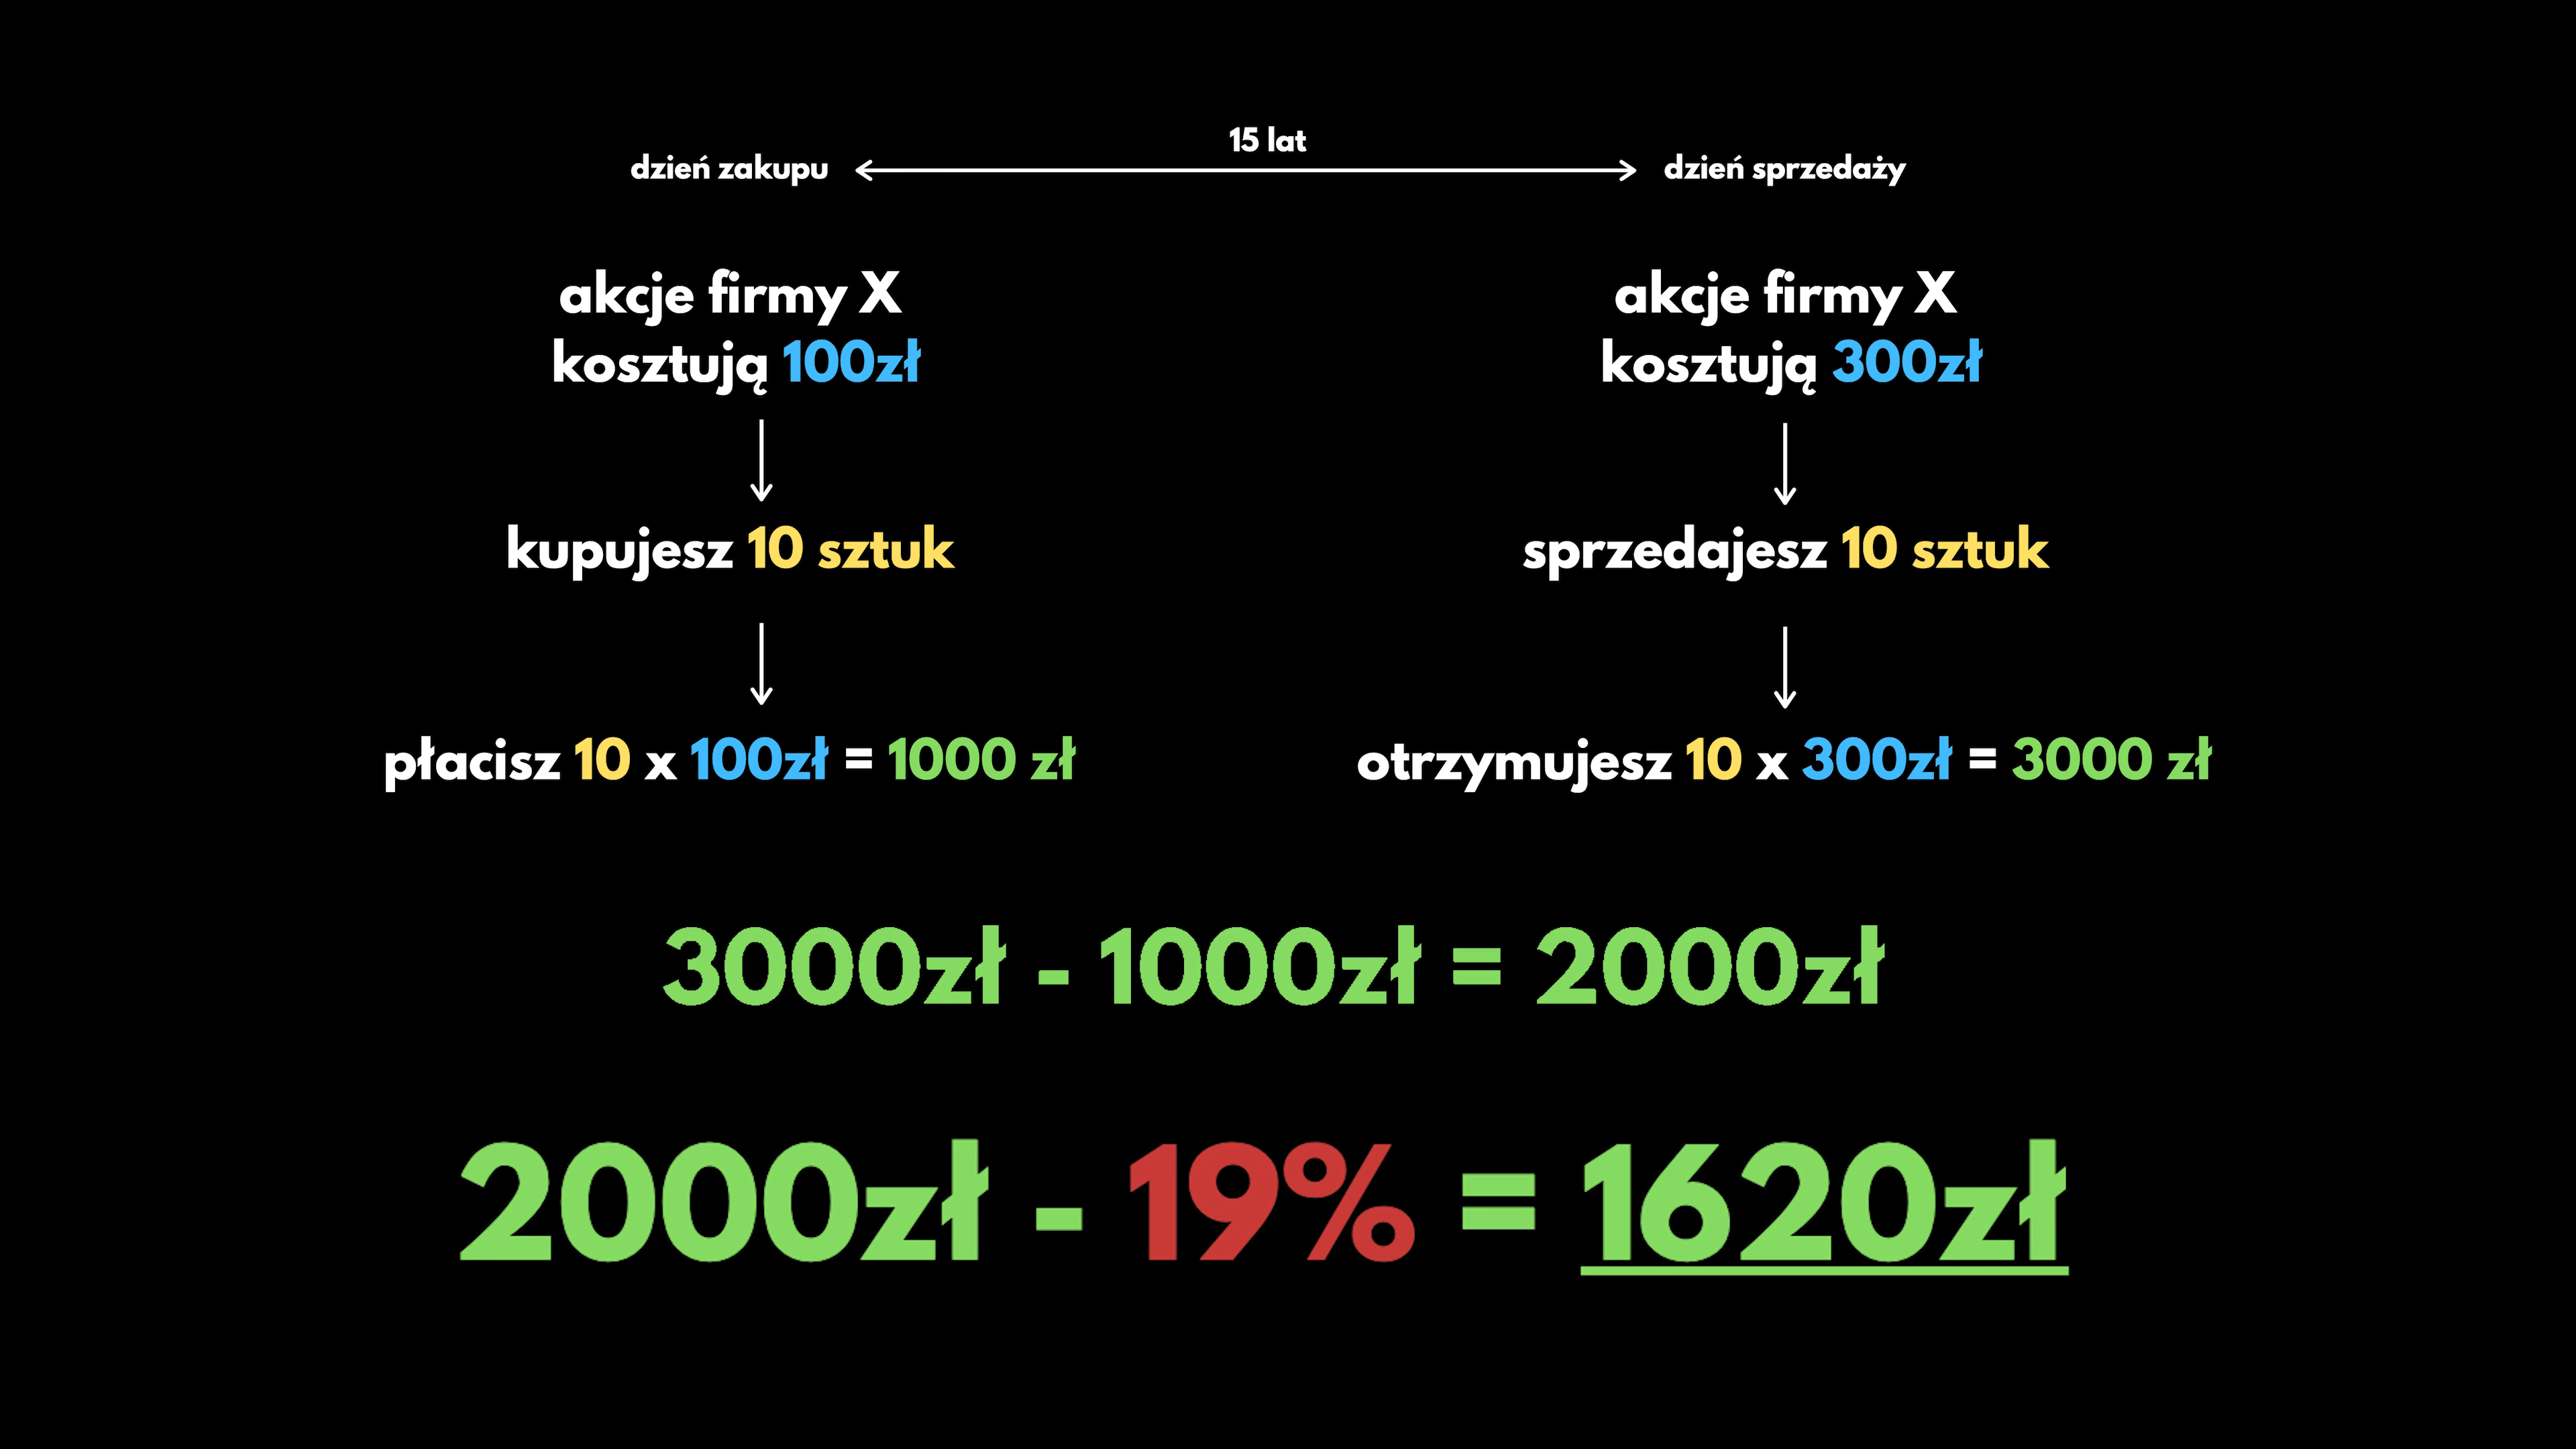 15 lat
dzień zakupu
dzień sprzedaży
akcje firmy X
kosztują 100zł
kupujesz 10 sztuk
płacisz 10 x 100zł = 1000 zł
akcje firmy X
kosztują 300zł
sprzedajesz 10 sztuk
otrzymujesz 10 x 300zł = 3000 zł
3000zł - 1000zł = 2000zł
2000zł - 19% = 1620zł